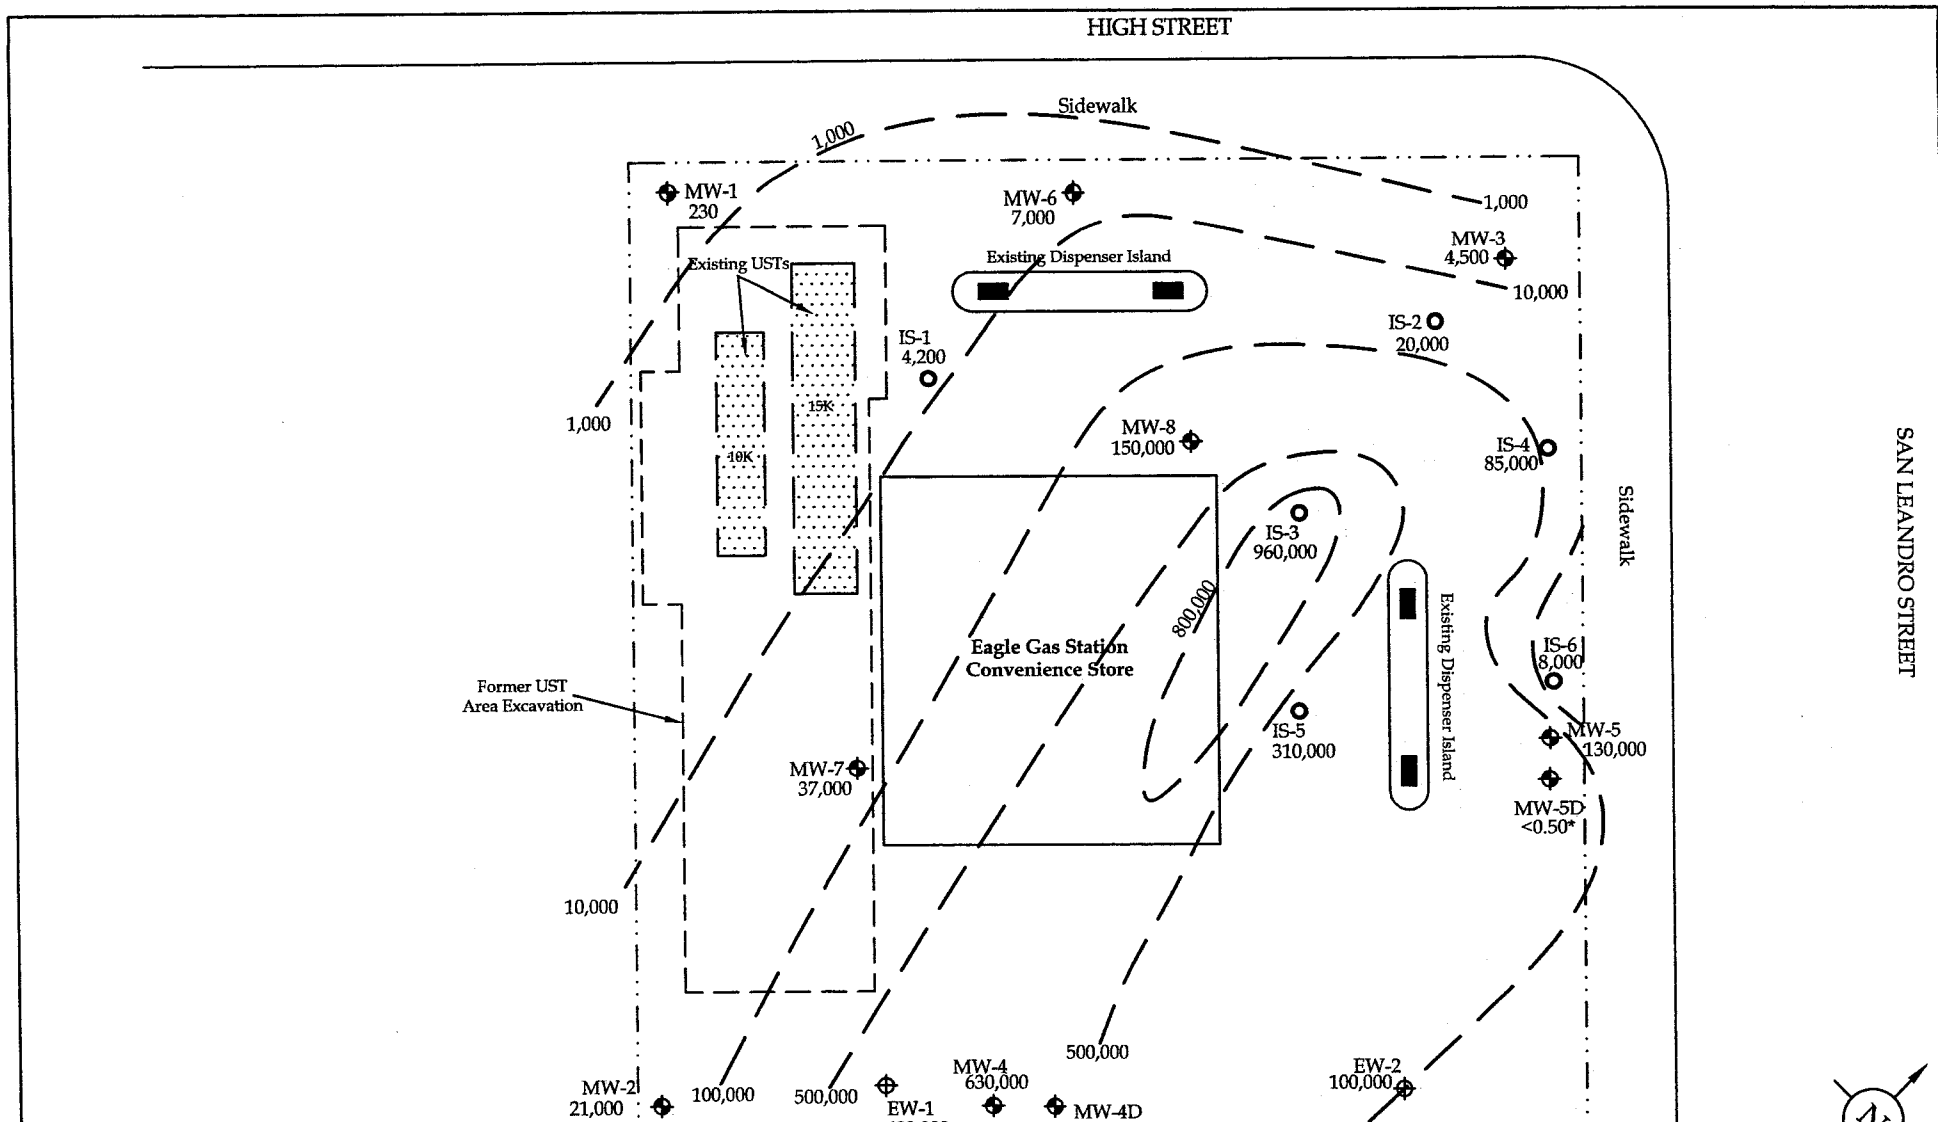 HIGH STREET
Sidewalk
1,000
MW-1
230
MW-6
7,000
1,000
MW-3
4,500
Existing USTs
Existing Dispenser Island
10,000
IS-1
4,200
IS-2
20,000
15K
1,000
MW-8
150,000
IS-4
85,000
10K
SAN LEANDRO STREET
Sidewalk
IS-3
960,000
800,000
Existing Dispenser Island
Eagle Gas Station
Convenience Store
IS-6
8,000
Former UST
Area Excavation
IS-5
310,000
MW-5
130,000
MW-7
37,000
MW-5D
<0.50*
10,000
500,000
MW-4
630,000
EW-2
100,000
MW-2
21,000
100,000
500,000
EW-1
MW-4D